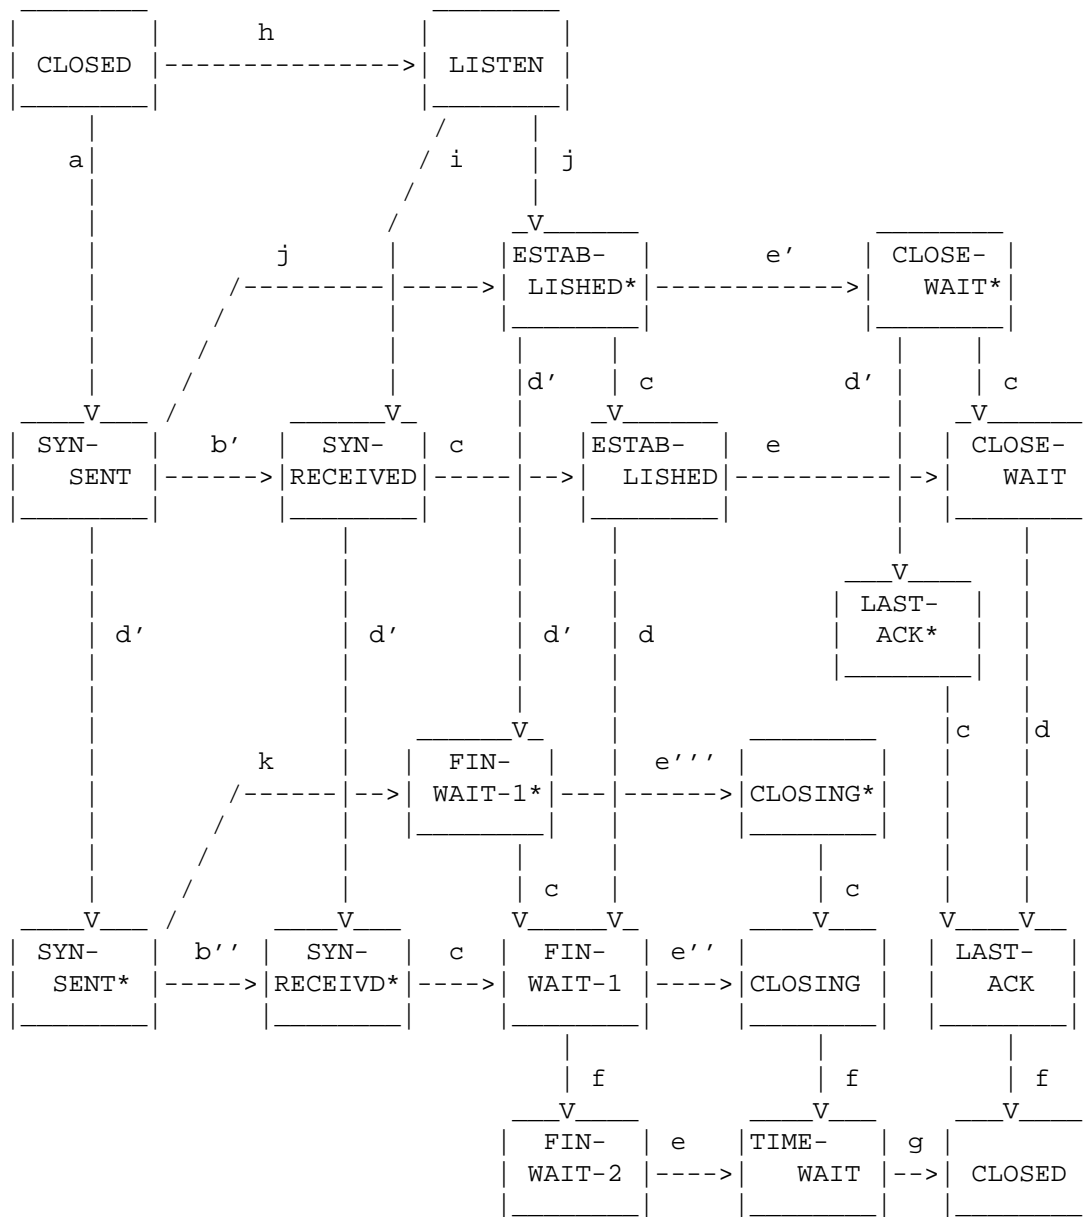 h
CLOSED LISTEN
a i j
j ESTAB- e' CLOSE-
LISHED* WAIT*
d' c d' c
SYN- b' SYN- c ESTAB- e CLOSE-
SENT RECEIVED LISHED WAIT
LAST-
d' d' d' d ACK*
c d
k FIN- e'''
WAIT-1* CLOSING*
c c
SYN- b'' SYN- c FIN- e'' LAST-
SENT* RECEIVD* WAIT-1 CLOSING ACK
f f f
FIN- e TIME- g
WAIT-2 WAIT CLOSED